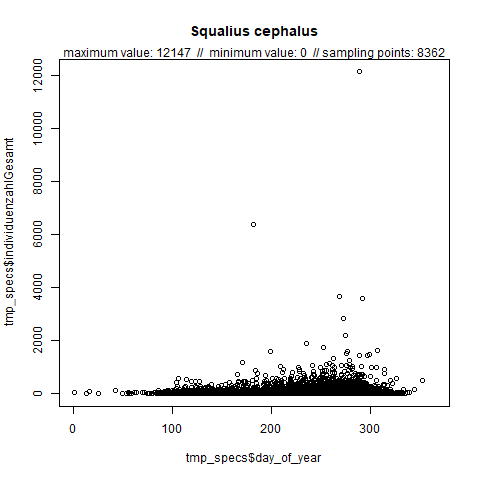 Squalius cephalus
maximum value: 12147 // minimum value: 0 // sampling points: 8362
tmp_specs$individuenzahlGesamt
12000
10000
8000
6000
4000
2000
0
0 100 200 300
tmp_specs$day_of_year